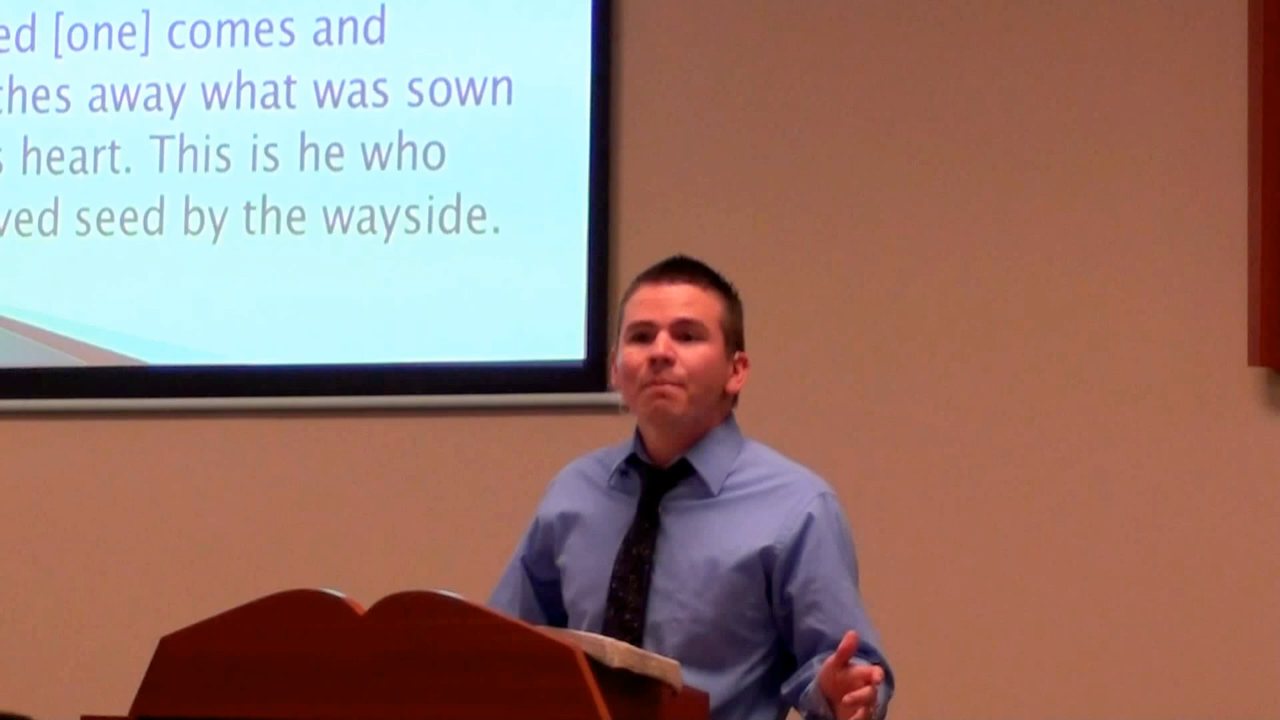 ed [one] comes and
ches away what was sown
s heart. This is he who
ved seed by the wayside.